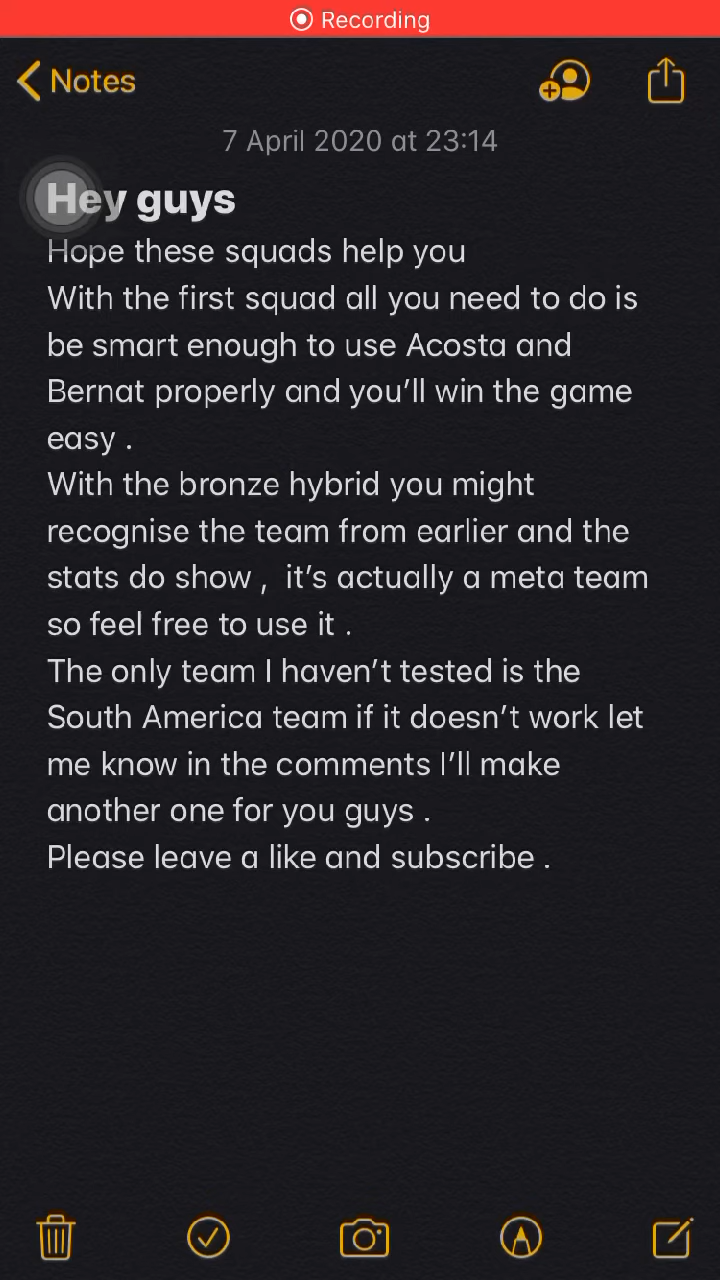 Recording
Notes
7 April 2020 at 23:14
Hey guys
Hope these squads help you
With the first squad all you need to do is
be smart enough to use Acosta and
Bernat properly and you’ll win the game
easy .
With the bronze hybrid you might
recognise the team from earlier and the
stats do show ,  it’s actually a meta team
so feel free to use it .
The only team I haven’t tested is the
South America team if it doesn’t work let
me know in the comments I’ll make
another one for you guys .
Please leave a like and subscribe .